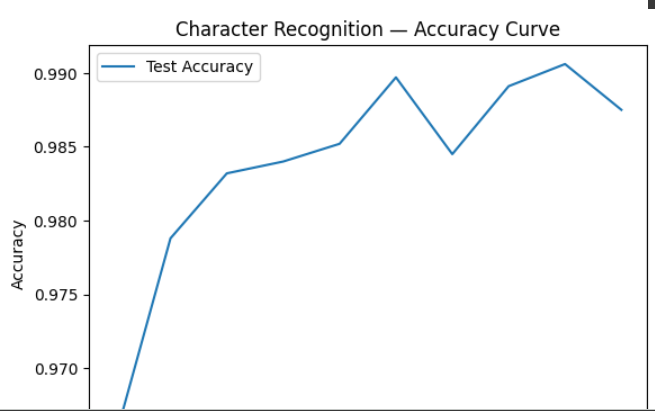 Character Recognition — Accuracy Curve
Test Accuracy
0.990
0.985
0.980
0.975
0.970
Accuracy